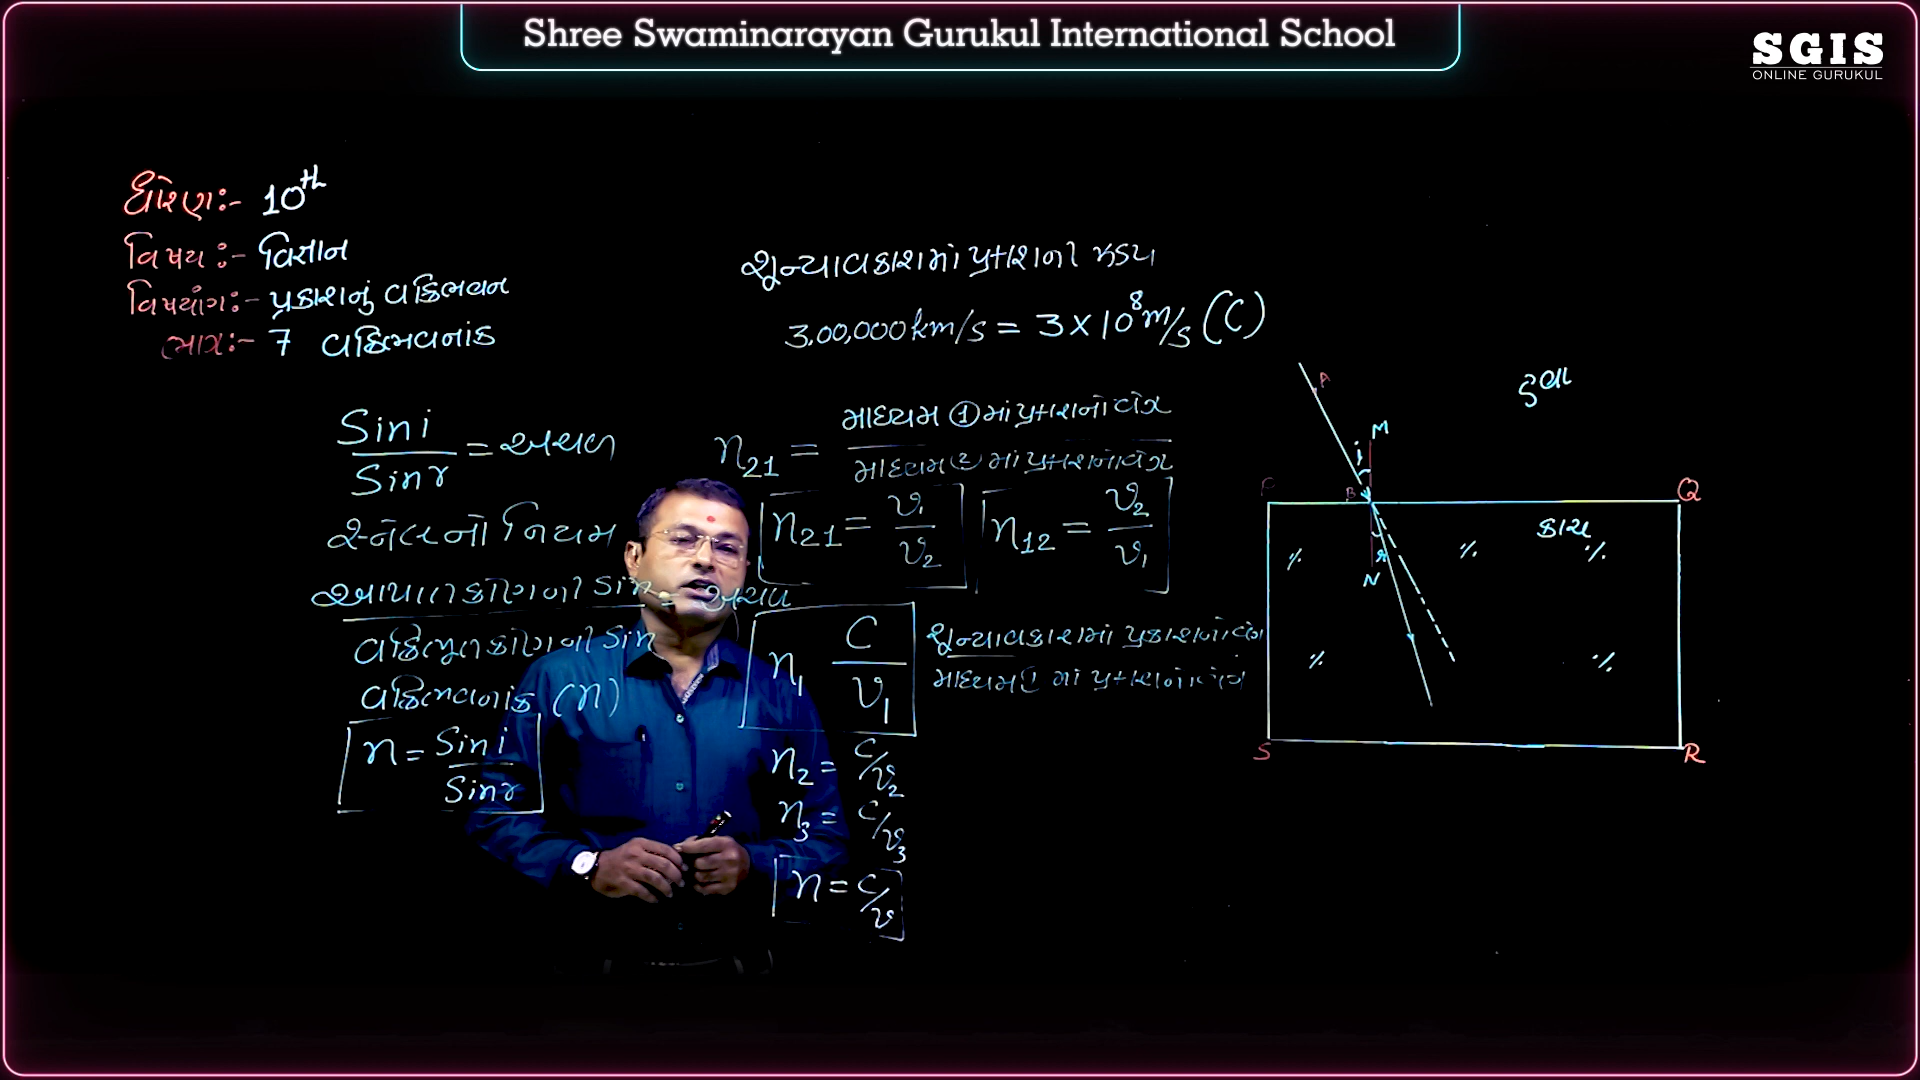 Shree Swaminarayan Gurukul International School
SGIS
ONLINE GURUKUL
ધોરણ:- 10th
વિષય:- વિજ્ઞાન
વિષયાંગ:- પ્રકાશનું વક્રિભવન
ભાગ:- 7 વક્રિભવનાંક
શૂન્યાવકાશમાં પ્રકાશની ઝડપ
3,00,000 km/s = 3 × 10⁸ m/s (C)
Sin i / Sin r = અચળ
સ્નેલનો નિયમ
આપાતકોણની sin / વક્રિભૂતકોણની sin = અચળ
વક્રિભવનાંક (n)
n = Sin i / Sin r
n₂₁ = માધ્યમ ① માં પ્રકાશનો વેગ / માધ્યમ ② માં પ્રકાશનો વેગ
n₂₁ = v₁ / v₂
n₁₂ = v₂ / v₁
n₁ C / v₁ શૂન્યાવકાશમાં પ્રકાશનો વેગ / માધ્યમ ① માં પ્રકાશનો વેગ
n₂ = C/v₂
n₃ = C/v₃
n = C/v
હવા
A
M
i
P B Q
કાચ
r
N
S R